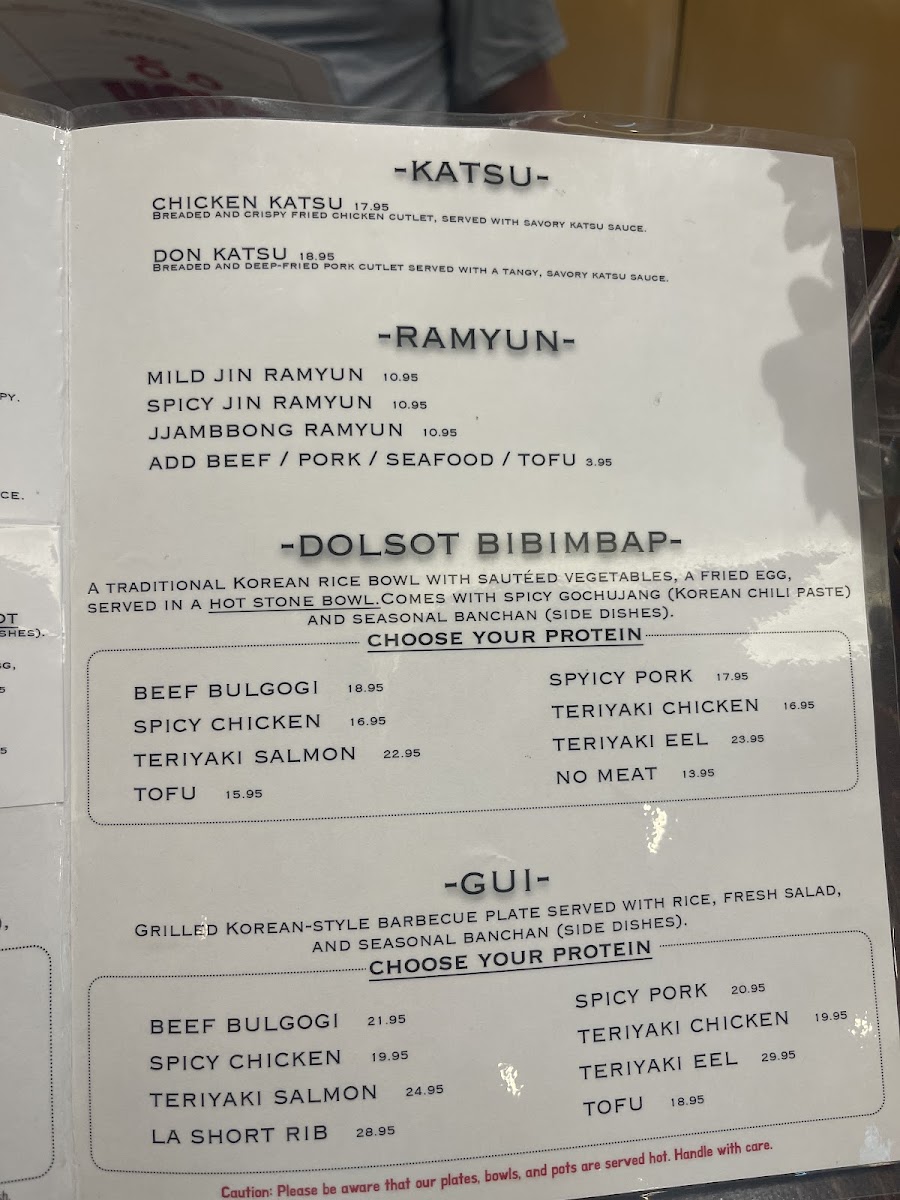 -KATSU-
CHICKEN KATSU 17.95
BREADED AND CRISPY FRIED CHICKEN CUTLET, SERVED WITH SAVORY KATSU SAUCE.
DON KATSU 18.95
BREADED AND DEEP-FRIED PORK CUTLET SERVED WITH A TANGY, SAVORY KATSU SAUCE.
-RAMYUN-
MILD JIN RAMYUN 10.95
SPICY JIN RAMYUN 10.95
JJAMBBONG RAMYUN 10.95
ADD BEEF / PORK / SEAFOOD / TOFU 3.95
-DOLSOT BIBIMBAP-
A TRADITIONAL KOREAN RICE BOWL WITH SAUTÉED VEGETABLES, A FRIED EGG,
SERVED IN A HOT STONE BOWL.COMES WITH SPICY GOCHUJANG (KOREAN CHILI PASTE)
AND SEASONAL BANCHAN (SIDE DISHES).
CHOOSE YOUR PROTEIN
BEEF BULGOGI 18.95
SPICY CHICKEN 16.95
TERIYAKI SALMON 22.95
TOFU 15.95
SPYICY PORK 17.95
TERIYAKI CHICKEN 16.95
TERIYAKI EEL 23.95
NO MEAT 13.95
-GUI-
GRILLED KOREAN-STYLE BARBECUE PLATE SERVED WITH RICE, FRESH SALAD,
AND SEASONAL BANCHAN (SIDE DISHES).
CHOOSE YOUR PROTEIN
BEEF BULGOGI 21.95
SPICY CHICKEN 19.95
TERIYAKI SALMON 24.95
LA SHORT RIB 28.95
SPICY PORK 20.95
TERIYAKI CHICKEN 19.95
TERIYAKI EEL 29.95
TOFU 18.95
Caution: Please be aware that our plates, bowls, and pots are served hot. Handle with care.